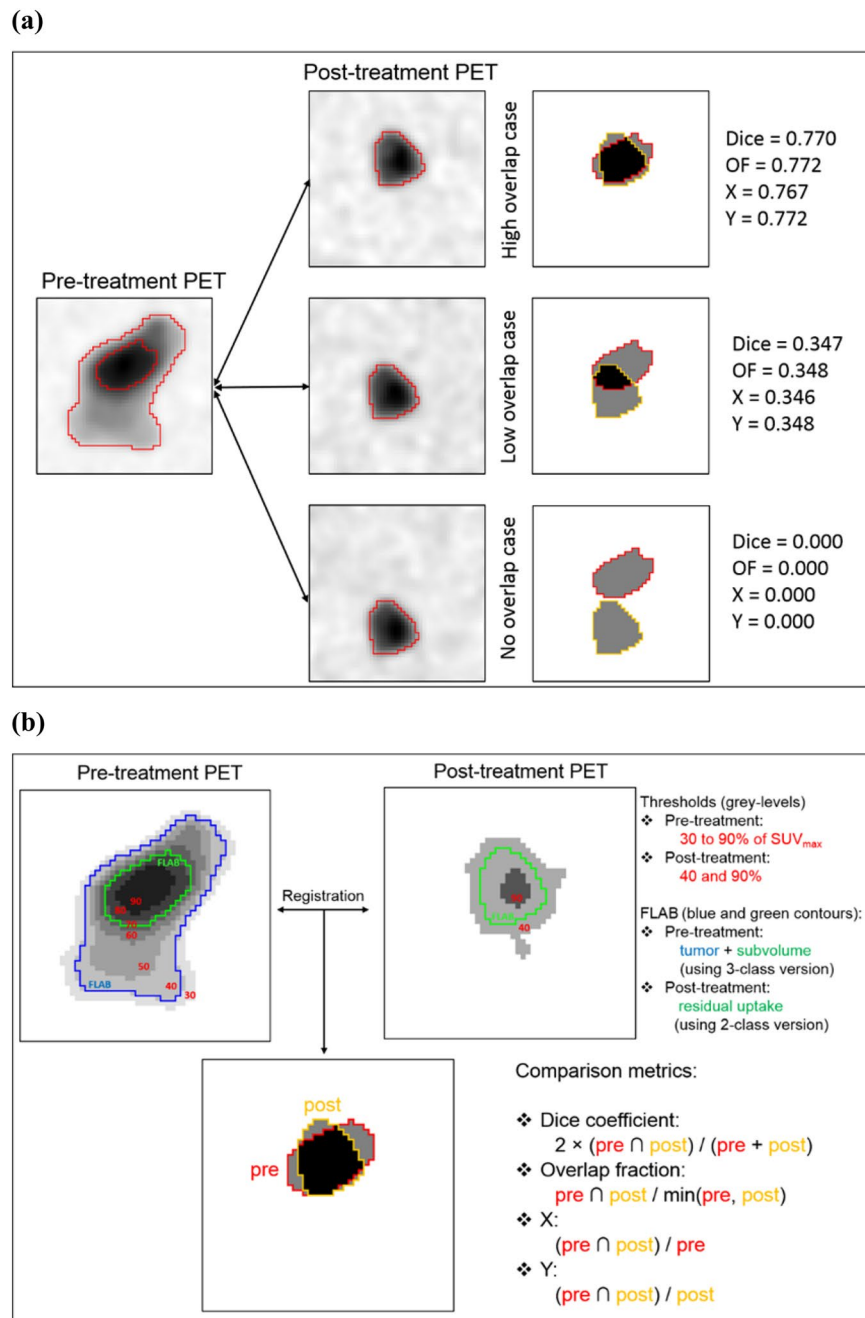 (a)
Post-treatment PET
High overlap case
Dice = 0.770
OF = 0.772
X = 0.767
Y = 0.772
Pre-treatment PET
Low overlap case
Dice = 0.347
OF = 0.348
X = 0.346
Y = 0.348
No overlap case
Dice = 0.000
OF = 0.000
X = 0.000
Y = 0.000
(b)
Pre-treatment PET
FLAB
90
80
70
60
50
40
30
FLAB
Registration
Post-treatment PET
FLAB
40
Thresholds (grey-levels)
❖ Pre-treatment:
30 to 90% of SUVmax
❖ Post-treatment:
40 and 90%
FLAB (blue and green contours):
❖ Pre-treatment:
tumor + subvolume
(using 3-class version)
❖ Post-treatment:
residual uptake
(using 2-class version)
post
pre
Comparison metrics:
❖ Dice coefficient:
2 × (pre ∩ post) / (pre + post)
❖ Overlap fraction:
pre ∩ post / min(pre, post)
❖ X:
(pre ∩ post) / pre
❖ Y:
(pre ∩ post) / post